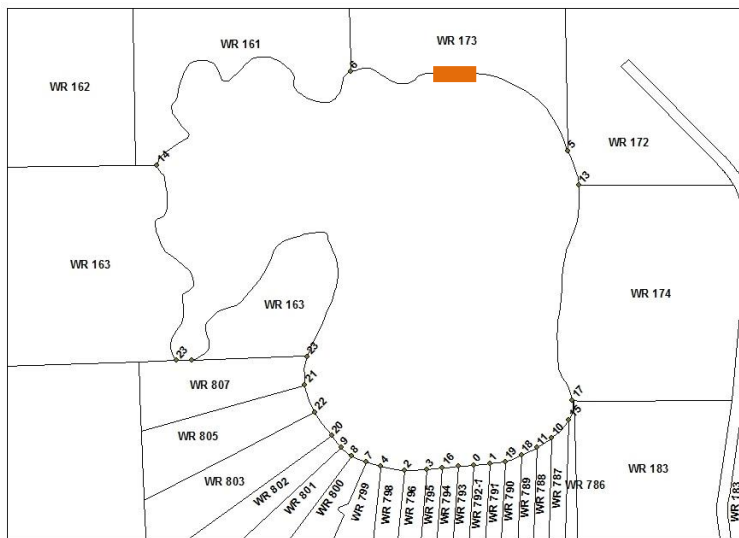 WR 161
WR 173
6
WR 162
5
WR 172
14
13
WR 163
WR 174
WR 163
23
23
WR 807
21
17
22
15
WR 805
20
10
9
11
8
18
7
19
4
1
2
3
16
0
WR 803
WR 183
WR 802
WR 801
WR 800
WR 799
WR 798
WR 796
WR 795
WR 794
WR 793
WR 792-1
WR 791
WR 790
WR 789
WR 788
WR 787
WR 786
WR 183